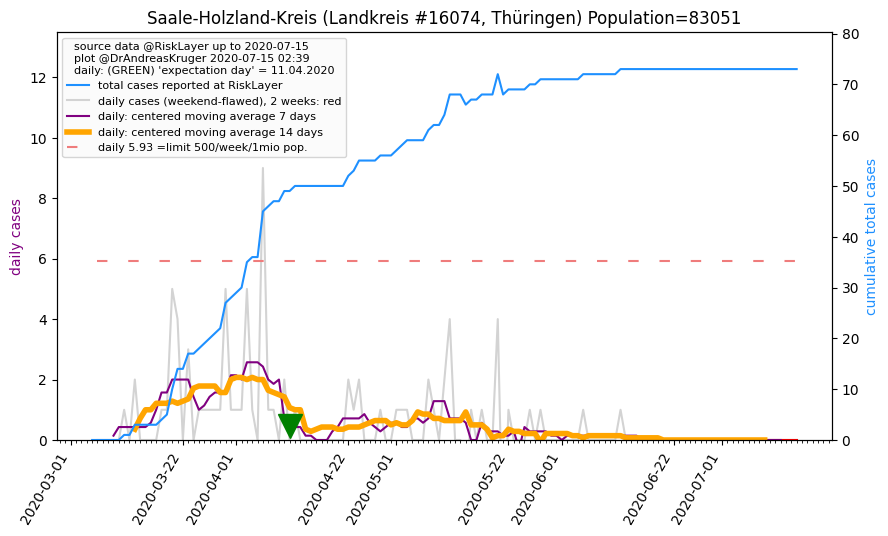 Saale-Holzland-Kreis (Landkreis #16074, Thüringen) Population=83051
source data @RiskLayer up to 2020-07-15
plot @DrAndreasKruger 2020-07-15 02:39
daily: (GREEN) 'expectation day' = 11.04.2020
total cases reported at RiskLayer
daily cases (weekend-flawed), 2 weeks: red
daily: centered moving average 7 days
daily: centered moving average 14 days
daily 5.93 =limit 500/week/1mio pop.
daily cases
0
2
4
6
8
10
12
cumulative total cases
0
10
20
30
40
50
60
70
80
2020-03-01
2020-03-22
2020-04-01
2020-04-22
2020-05-01
2020-05-22
2020-06-01
2020-06-22
2020-07-01